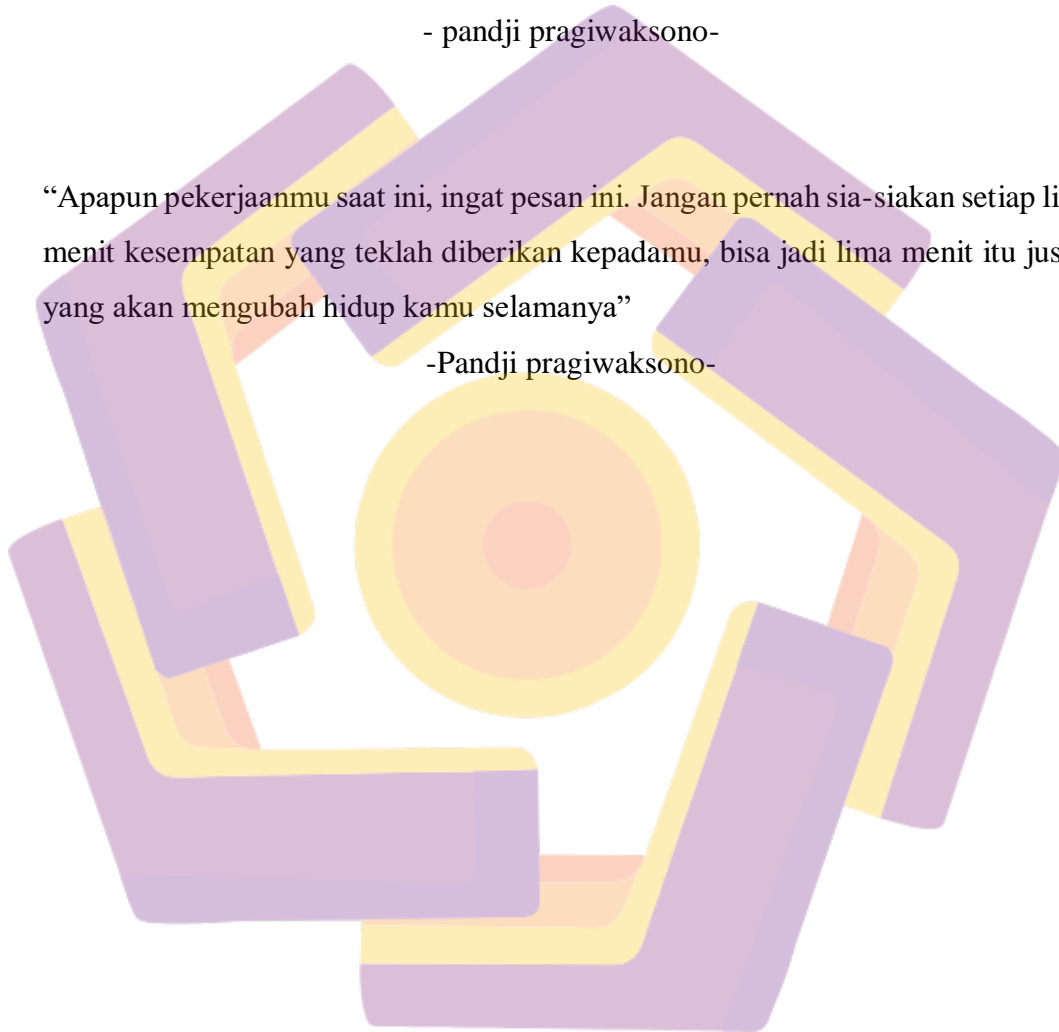 - pandji pragiwaksono-
“Apapun pekerjaanmu saat ini, ingat pesan ini. Jangan pernah sia-siakan setiap li
menit kesempatan yang teklah diberikan kepadamu, bisa jadi lima menit itu jus
yang akan mengubah hidup kamu selamanya”
-Pandji pragiwaksono-